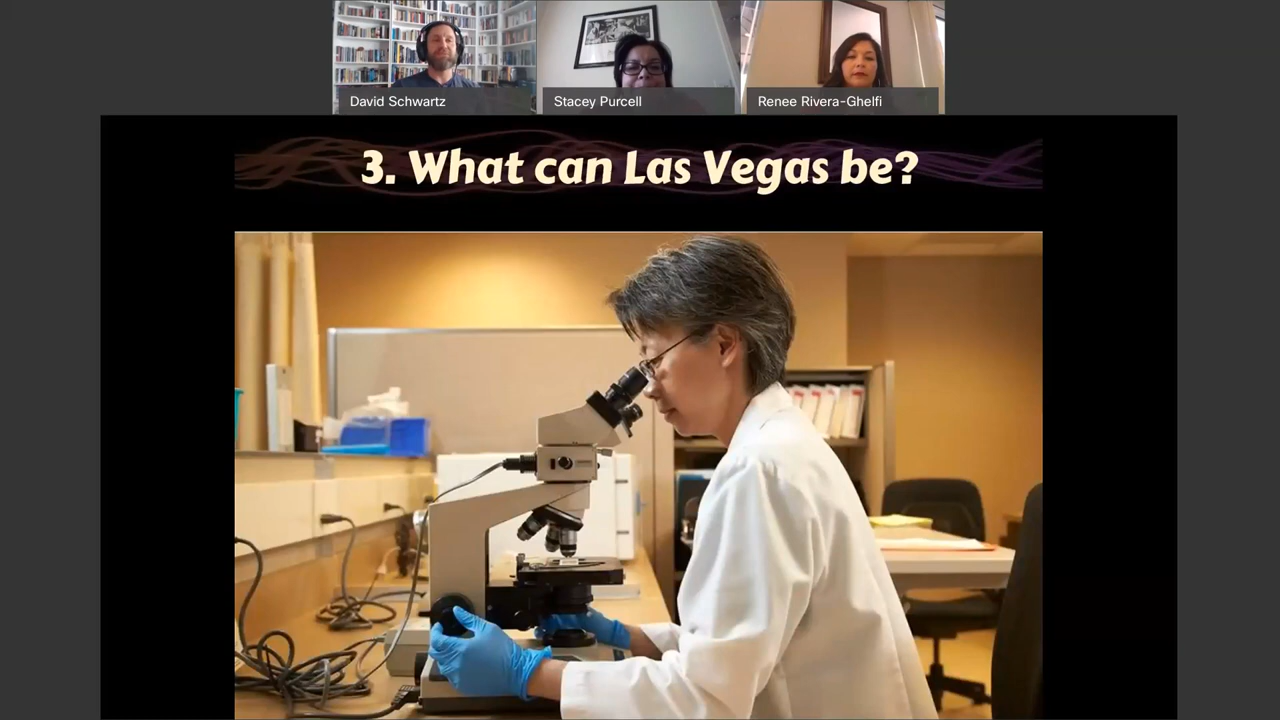 David Schwartz
Stacey Purcell
Renee Rivera-Ghelfi
3. What can Las Vegas be?